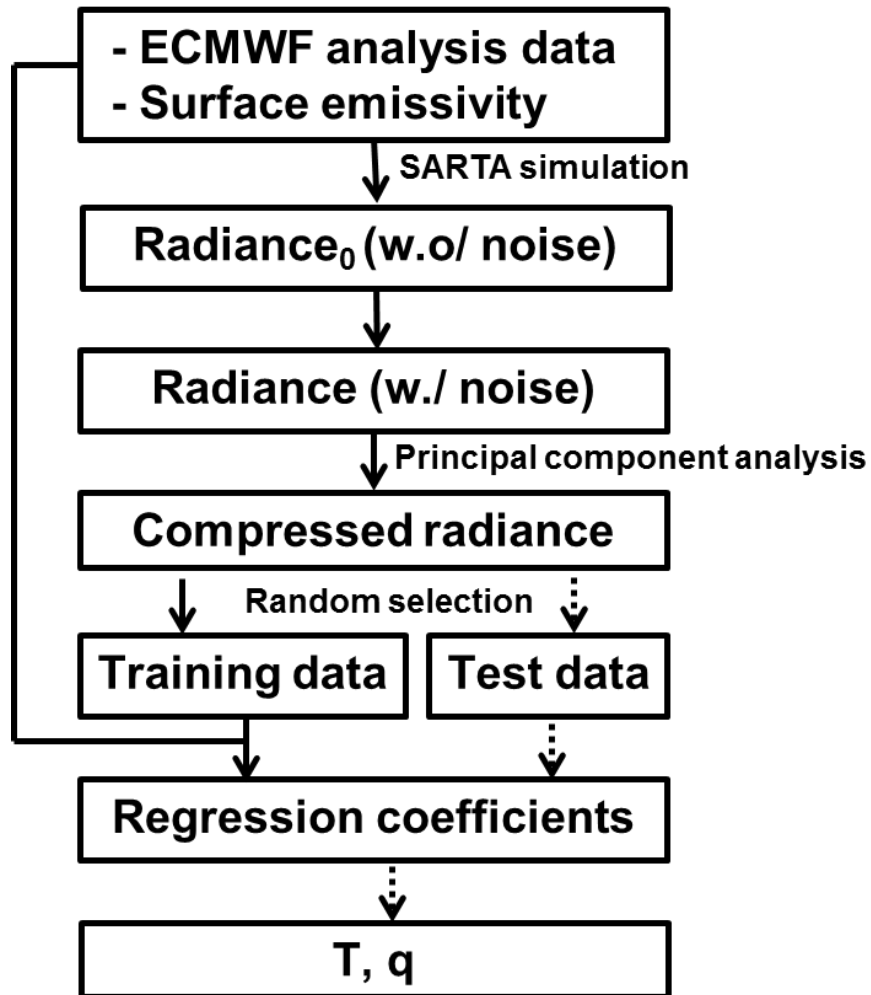 - ECMWF analysis data
- Surface emissivity
SARTA simulation
Radiance₀ (w.o/ noise)
Radiance (w./ noise)
Principal component analysis
Compressed radiance
Random selection
Training data
Test data
Regression coefficients
T, q